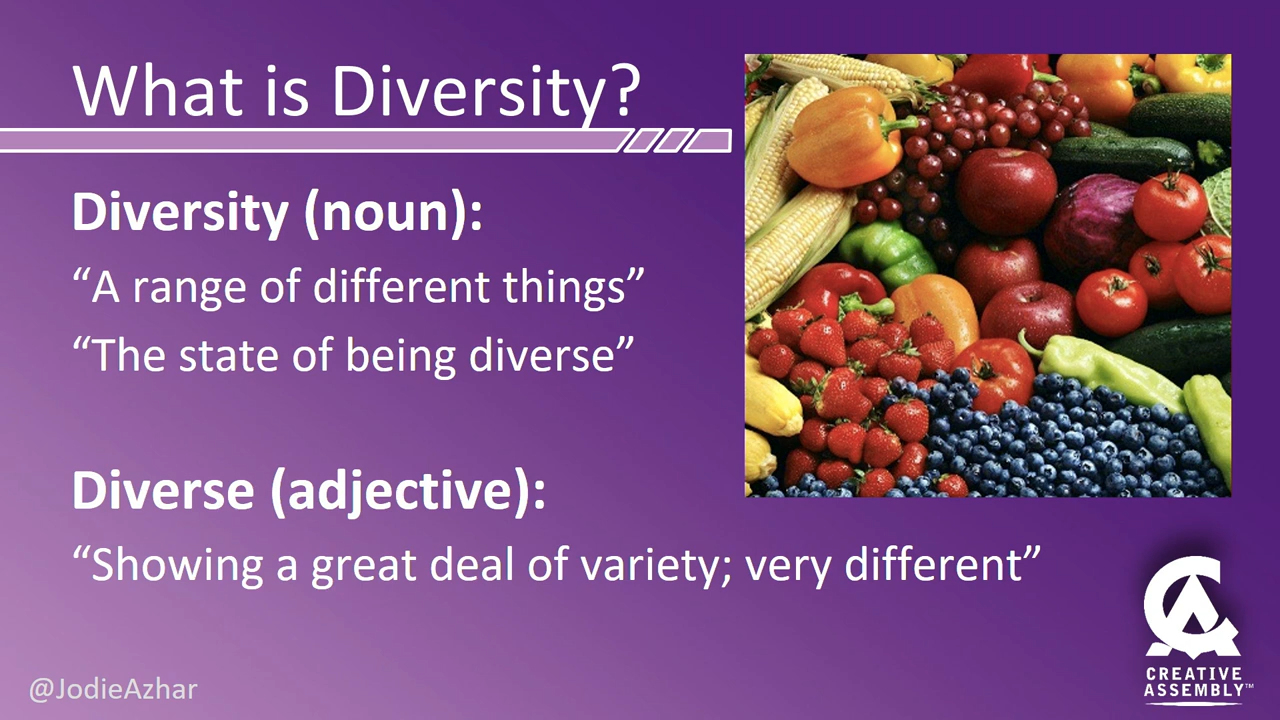 What is Diversity?
Diversity (noun):
“A range of different things”
“The state of being diverse”
Diverse (adjective):
“Showing a great deal of variety; very different”
@JodieAzhar
CREATIVE
ASSEMBLY™